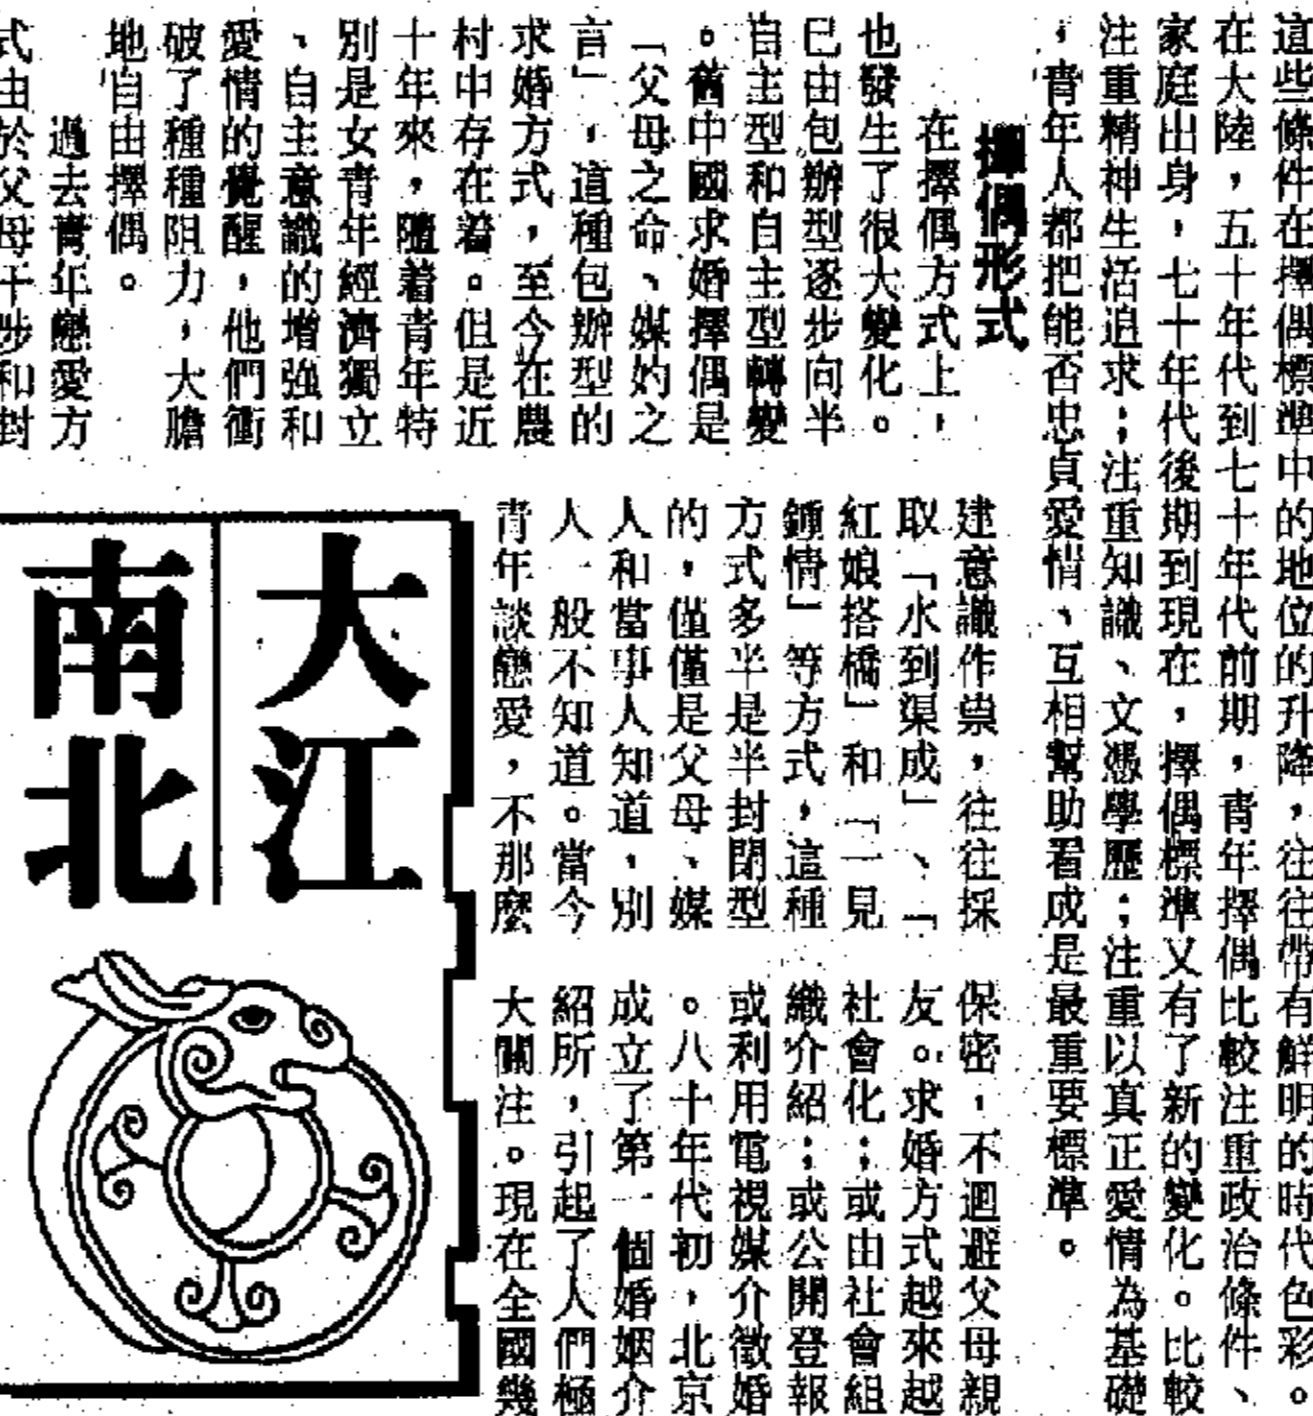 這些條件在擇偶標準中的地位的升降，往往帶有鮮明的時代色彩。
在大陸，五十年代到七十年代前期，青年擇偶比較注重政治條件、
家庭出身，七十年代後期到現在，擇偶標準又有了新的變化。比較
注重精神生活追求；注重知識、文憑學歷；注重以真正愛情為基礎
，青年人都把能否忠貞愛情、互相幫助看成是最重要標準。
擇偶形式
在擇偶方式上，
也發生了很大變化。
已由包辦型逐步向半
自主型和自主型轉變
。舊中國求婚擇偶是
「父母之命、媒妁之
言」，這種包辦型的
求婚方式，至今在農
村中存在着。但是近
十年來，隨着青年特
別是女青年經濟獨立
、自主意識的增強和
愛情的覺醒，他們衝
破了種種阻力，大膽
地自由擇偶。
過去青年戀愛方
式由於父母干涉和封
建意識作祟，往往採
取「水到渠成」、「
紅娘搭橋」和「一見
鍾情」等方式，這種
方式多半是半封閉型
的，僅僅是父母、媒
人和當事人知道，別
人一般不知道。當今
青年談戀愛，不那麼
保密，不迴避父母親
友。求婚方式越來越
社會化；或由社會組
織介紹；或公開登報
或利用電視媒介徵婚
。八十年代初，北京
成立了第一個婚姻介
紹所，引起了人們極
大關注。現在全國幾
大江
南北